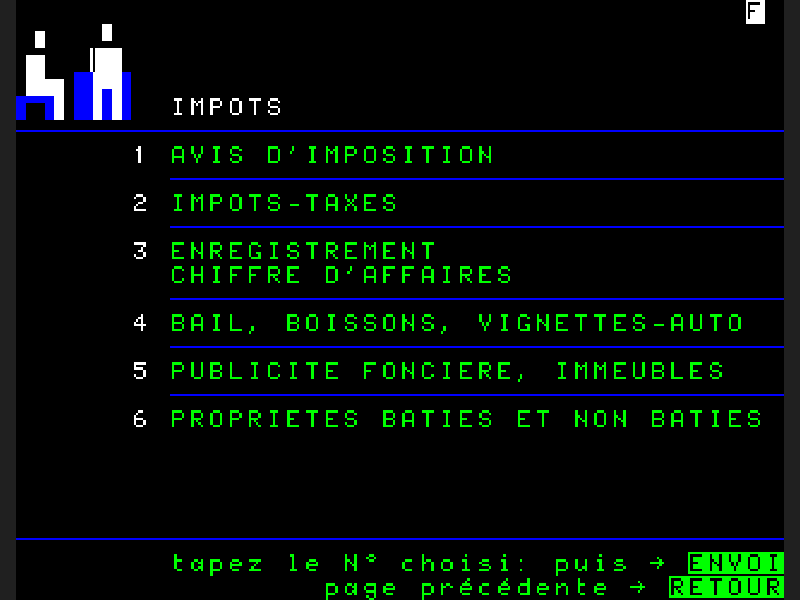 F
IMPOTS
1 AVIS D'IMPOSITION
2 IMPOTS-TAXES
3 ENREGISTREMENT
CHIFFRE D'AFFAIRES
4 BAIL, BOISSONS, VIGNETTES-AUTO
5 PUBLICITE FONCIERE, IMMEUBLES
6 PROPRIETES BATIES ET NON BATIES
tapez le N° choisi: puis → ENVOI
page précédente → RETOUR